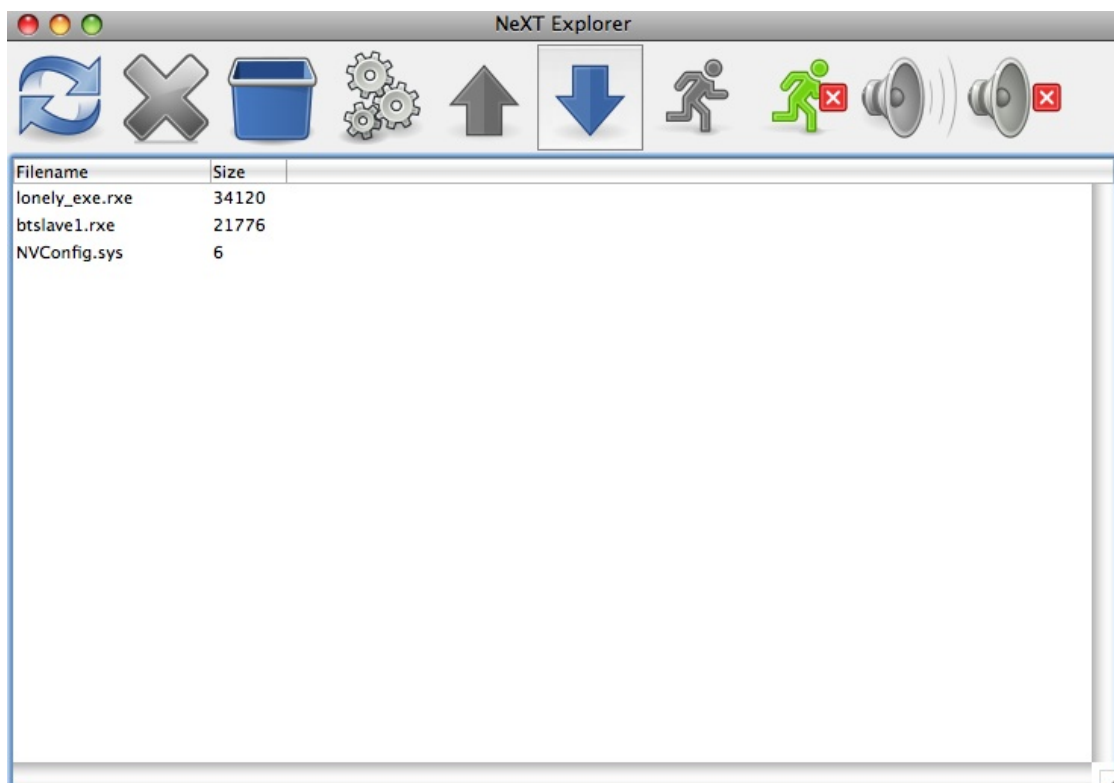 NeXT Explorer
Filename Size
lonely_exe.rxe 34120
btslave1.rxe 21776
NVConfig.sys 6